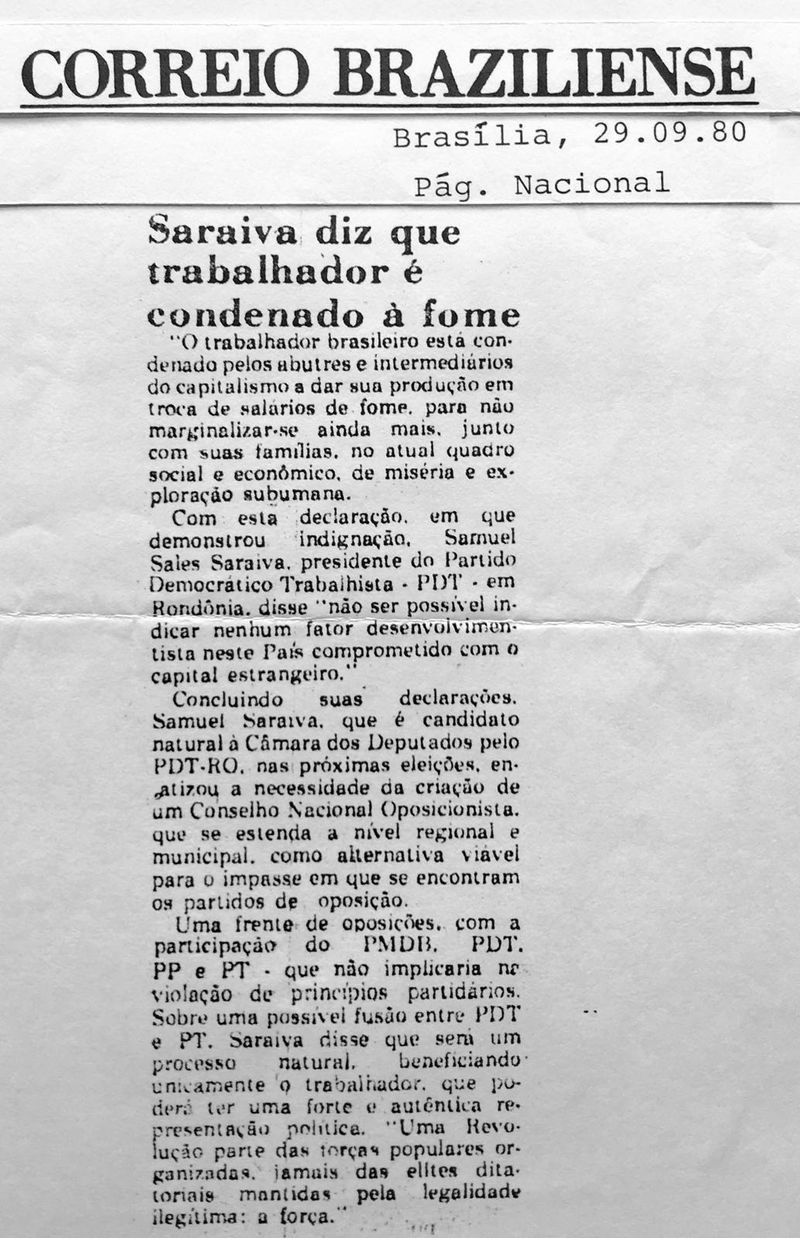 CORREIO BRAZILIENSE
Brasília, 29.09.80
Pág. Nacional
Saraiva diz que
trabalhador é
condenado à fome
"O trabalhador brasileiro está con-
denado pelos abutres e intermediários
do capitalismo a dar sua produção em
troca de salários de fome, para não
marginalizar-se ainda mais, junto
com suas famílias, no atual quadro
social e econômico, de miséria e ex-
ploração subumana.
Com esta declaração, em que
demonstrou indignação, Samuel
Sales Saraiva, presidente do Partido
Democrático Trabalhista - PDT - em
Rondônia, disse "não ser possível in-
dicar nenhum fator desenvolvimen-
tista neste País comprometido com o
capital estrangeiro."
Concluindo suas declarações,
Samuel Saraiva, que é candidato
natural à Câmara dos Deputados pelo
PDT-RO, nas próximas eleições, en-
fatizou a necessidade da criação de
um Conselho Nacional Oposicionista,
que se estenda a nível regional e
municipal, como alternativa viável
para o impasse em que se encontram
os partidos de oposição.
Uma frente de oposições, com a
participação do PMDB, PDT,
PP e PT - que não implicaria na
violação de princípios partidários.
Sobre uma possível fusão entre PDT
e PT, Saraiva disse que será um
processo natural, beneficiando
unicamente o trabalhador, que po-
derá ter uma forte e autêntica re-
presentação política. "Uma Revo-
lução parte das forças populares or-
ganizadas, jamais das elites dita-
toriais mantidas pela legalidade
ilegítima: a força."